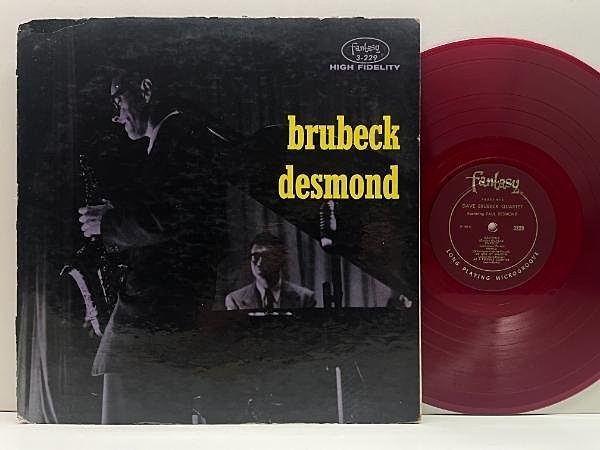 fantasy
3-229
HIGH FIDELITY
brubeck
desmond
fantasy
PRESENTS
DAVE BRUBECK QUARTET
Featuring PAUL DESMOND
3229
LONG PLAYING MICROGROOVE